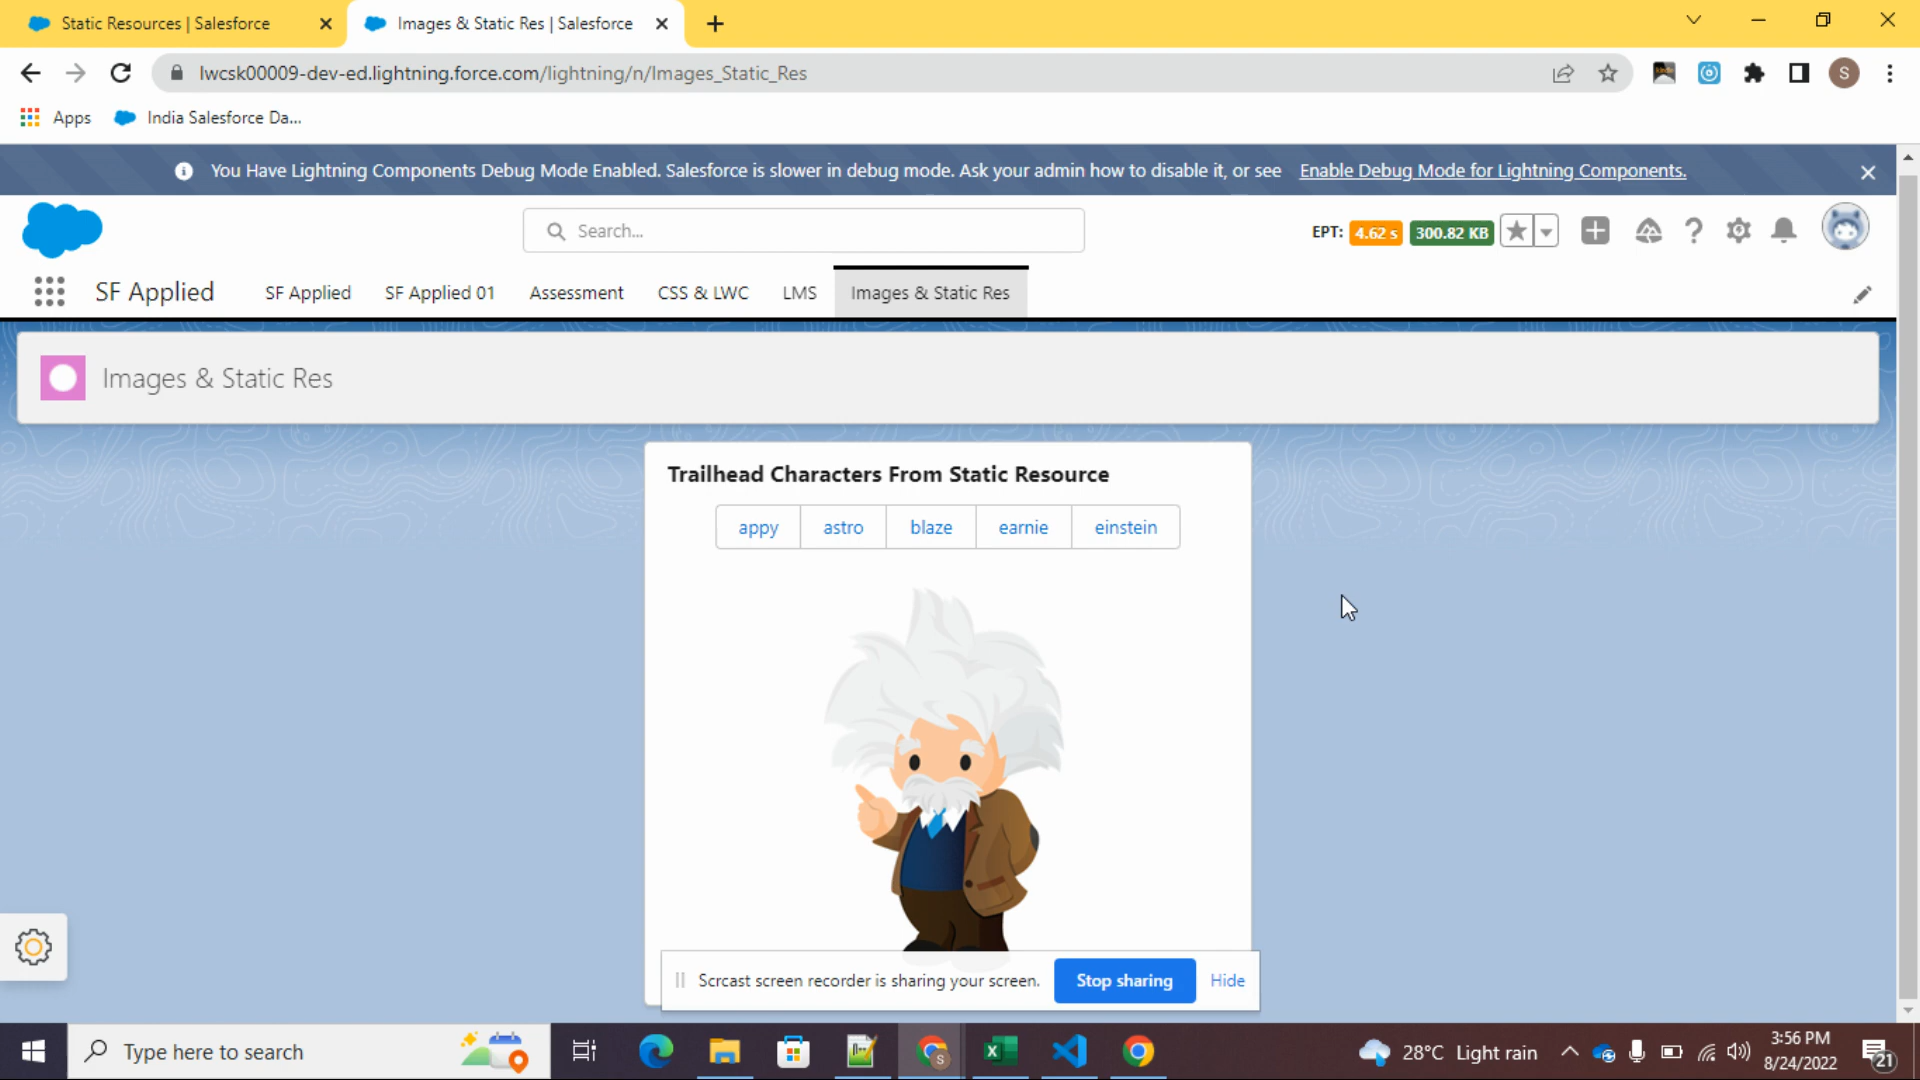 Static Resources | Salesforce
Images & Static Res | Salesforce
lwcsk00009-dev-ed.lightning.force.com/lightning/n/Images_Static_Res
S
Apps
India Salesforce Da...
You Have Lightning Components Debug Mode Enabled. Salesforce is slower in debug mode. Ask your admin how to disable it, or see Enable Debug Mode for Lightning Components.
Search...
EPT: 4.62 s 300.82 KB
SF Applied
SF Applied
SF Applied 01
Assessment
CSS & LWC
LMS
Images & Static Res
Images & Static Res
Trailhead Characters From Static Resource
appy
astro
blaze
earnie
einstein
Scrcast screen recorder is sharing your screen.
Stop sharing
Hide
Type here to search
28°C Light rain
3:56 PM
8/24/2022
21